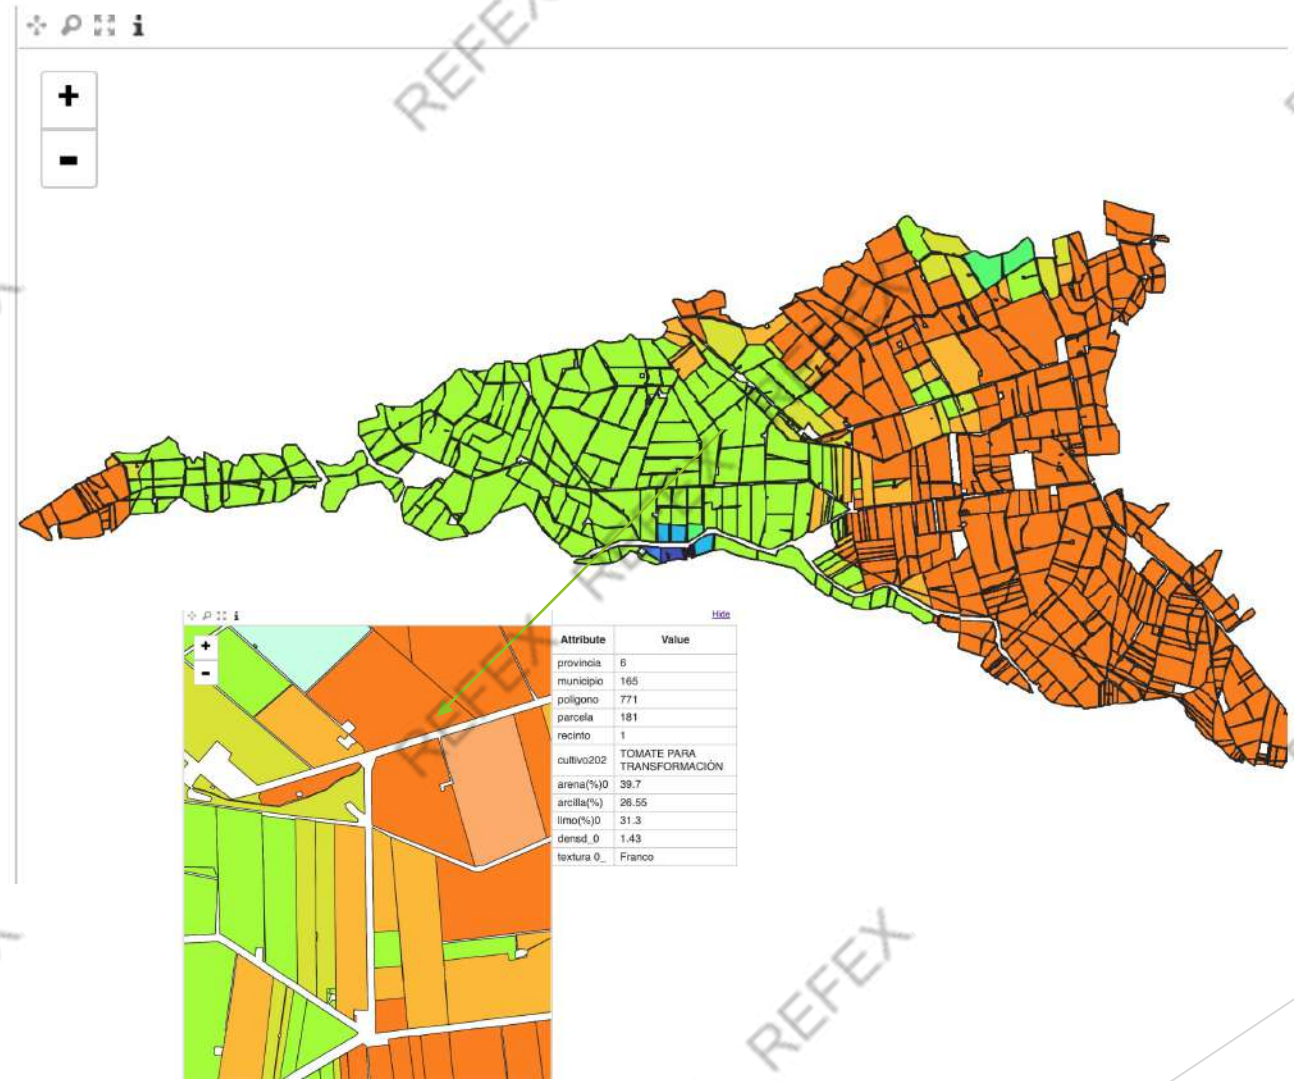 i
+
-
REFEX
REFEX
REFEX
REFEX
REFEX
i
+
-
Hide
Attribute Value
provincia 6
municipio 165
poligono 771
parcela 181
recinto 1
cultivo202 TOMATE PARA
TRANSFORMACIÓN
arena(%)0 39.7
arcilla(%) 26.55
limo(%)0 31.3
densd_0 1.43
textura 0_ Franco
REFEX